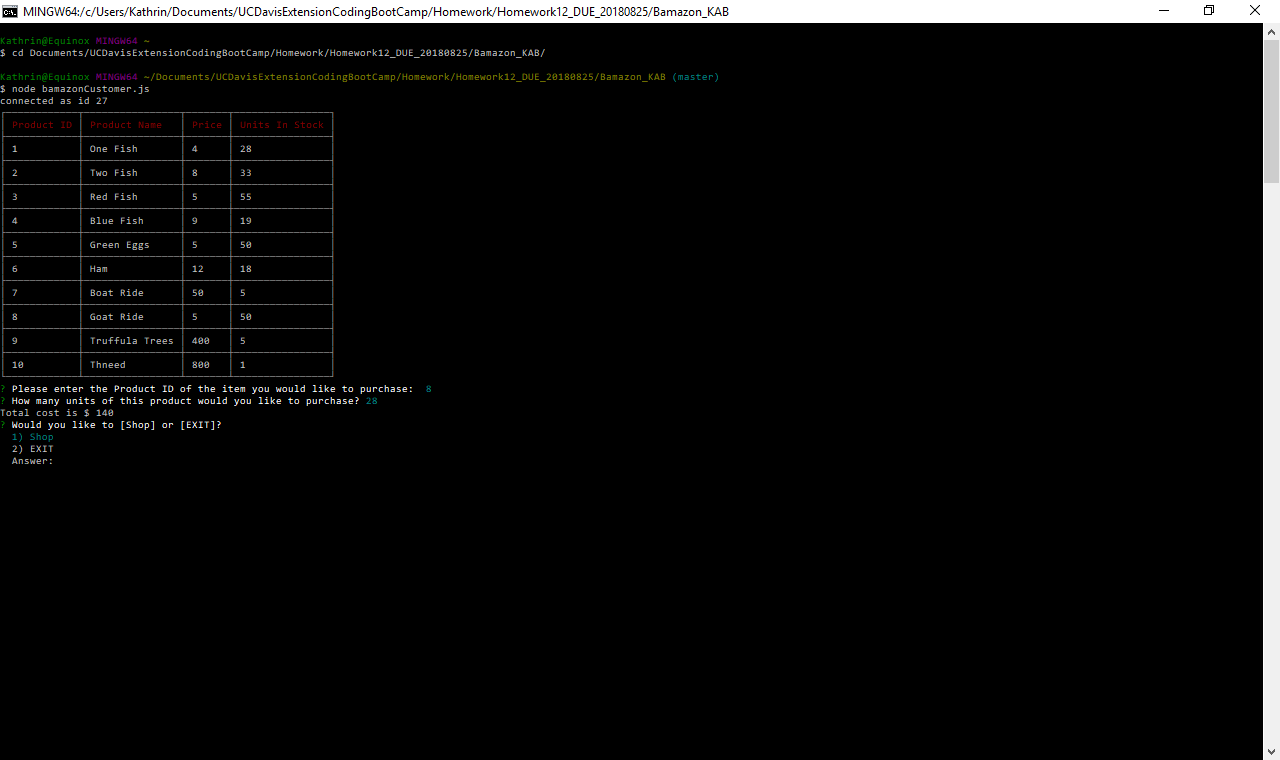 MINGW64:/c/Users/Kathrin/Documents/UCDavisExtensionCodingBootCamp/Homework/Homework12_DUE_20180825/Bamazon_KAB
Kathrin@Equinox MINGW64 ~
$ cd Documents/UCDavisExtensionCodingBootCamp/Homework/Homework12_DUE_20180825/Bamazon_KAB/
Kathrin@Equinox MINGW64 ~/Documents/UCDavisExtensionCodingBootCamp/Homework/Homework12_DUE_20180825/Bamazon_KAB (master)
$ node bamazonCustomer.js
connected as id 27
Product ID Product Name Price Units In Stock
1 One Fish 4 28
2 Two Fish 8 33
3 Red Fish 5 55
4 Blue Fish 9 19
5 Green Eggs 5 50
6 Ham 12 18
7 Boat Ride 50 5
8 Goat Ride 5 50
9 Truffula Trees 400 5
10 Thneed 800 1
? Please enter the Product ID of the item you would like to purchase: 8
? How many units of this product would you like to purchase? 28
Total cost is $ 140
? Would you like to [Shop] or [EXIT]?
1) Shop
2) EXIT
Answer: